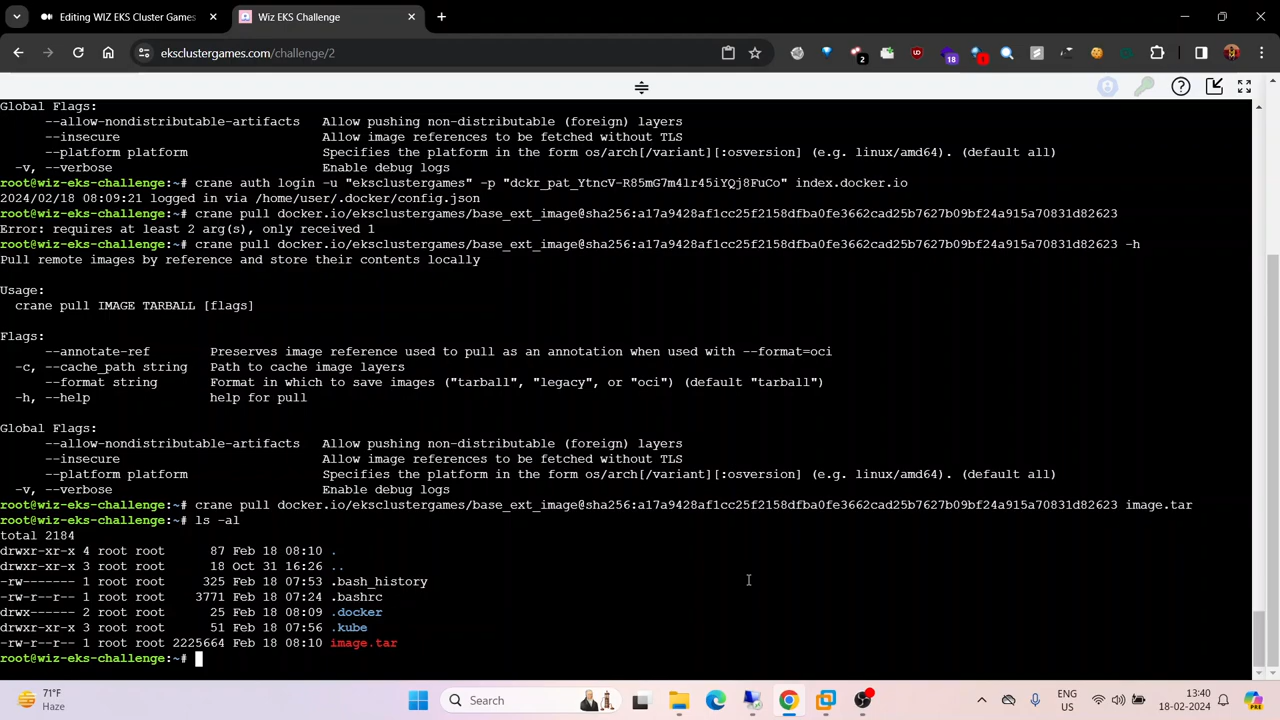 Editing WIZ EKS Cluster Games
Wiz EKS Challenge
eksclustergames.com/challenge/2
2
18
1
Global Flags:
--allow-nondistributable-artifacts Allow pushing non-distributable (foreign) layers
--insecure Allow image references to be fetched without TLS
--platform platform Specifies the platform in the form os/arch[/variant][:osversion] (e.g. linux/amd64). (default all)
-v, --verbose Enable debug logs
root@wiz-eks-challenge:~# crane auth login -u "eksclustergames" -p "dckr_pat_YtncV-R85mG7m4lr45iYQj8FuCo" index.docker.io
2024/02/18 08:09:21 logged in via /home/user/.docker/config.json
root@wiz-eks-challenge:~# crane pull docker.io/eksclustergames/base_ext_image@sha256:a17a9428af1cc25f2158dfba0fe3662cad25b7627b09bf24a915a70831d82623
Error: requires at least 2 arg(s), only received 1
root@wiz-eks-challenge:~# crane pull docker.io/eksclustergames/base_ext_image@sha256:a17a9428af1cc25f2158dfba0fe3662cad25b7627b09bf24a915a70831d82623 -h
Pull remote images by reference and store their contents locally
Usage:
crane pull IMAGE TARBALL [flags]
Flags:
--annotate-ref Preserves image reference used to pull as an annotation when used with --format=oci
-c, --cache_path string Path to cache image layers
--format string Format in which to save images ("tarball", "legacy", or "oci") (default "tarball")
-h, --help help for pull
Global Flags:
--allow-nondistributable-artifacts Allow pushing non-distributable (foreign) layers
--insecure Allow image references to be fetched without TLS
--platform platform Specifies the platform in the form os/arch[/variant][:osversion] (e.g. linux/amd64). (default all)
-v, --verbose Enable debug logs
root@wiz-eks-challenge:~# crane pull docker.io/eksclustergames/base_ext_image@sha256:a17a9428af1cc25f2158dfba0fe3662cad25b7627b09bf24a915a70831d82623 image.tar
root@wiz-eks-challenge:~# ls -al
total 2184
drwxr-xr-x 4 root root 87 Feb 18 08:10 .
drwxr-xr-x 3 root root 18 Oct 31 16:26 ..
-rw------- 1 root root 325 Feb 18 07:53 .bash_history
-rw-r--r-- 1 root root 3771 Feb 18 07:24 .bashrc
drwx------ 2 root root 25 Feb 18 08:09 .docker
drwxr-xr-x 3 root root 51 Feb 18 07:56 .kube
-rw-r--r-- 1 root root 2225664 Feb 18 08:10 image.tar
root@wiz-eks-challenge:~#
71°F
Haze
Search
ENG
US
13:40
18-02-2024